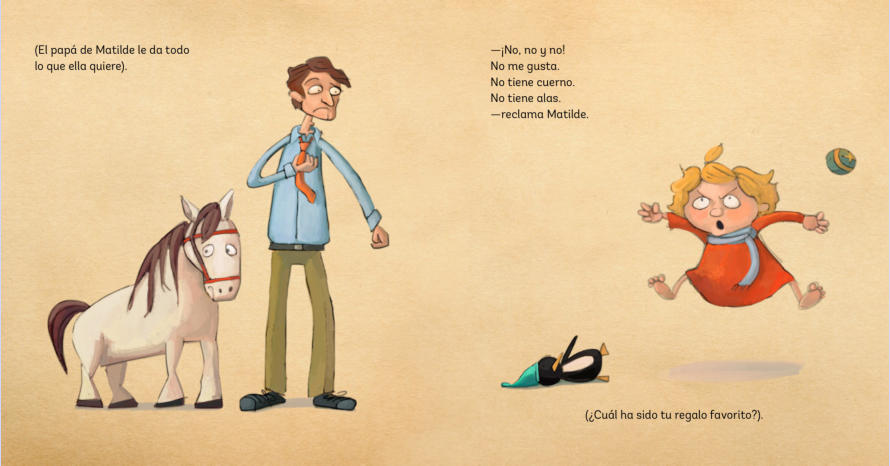 (El papá de Matilde le da todo
lo que ella quiere).
—¡No, no y no!
No me gusta.
No tiene cuerno.
No tiene alas.
—reclama Matilde.
(¿Cuál ha sido tu regalo favorito?).